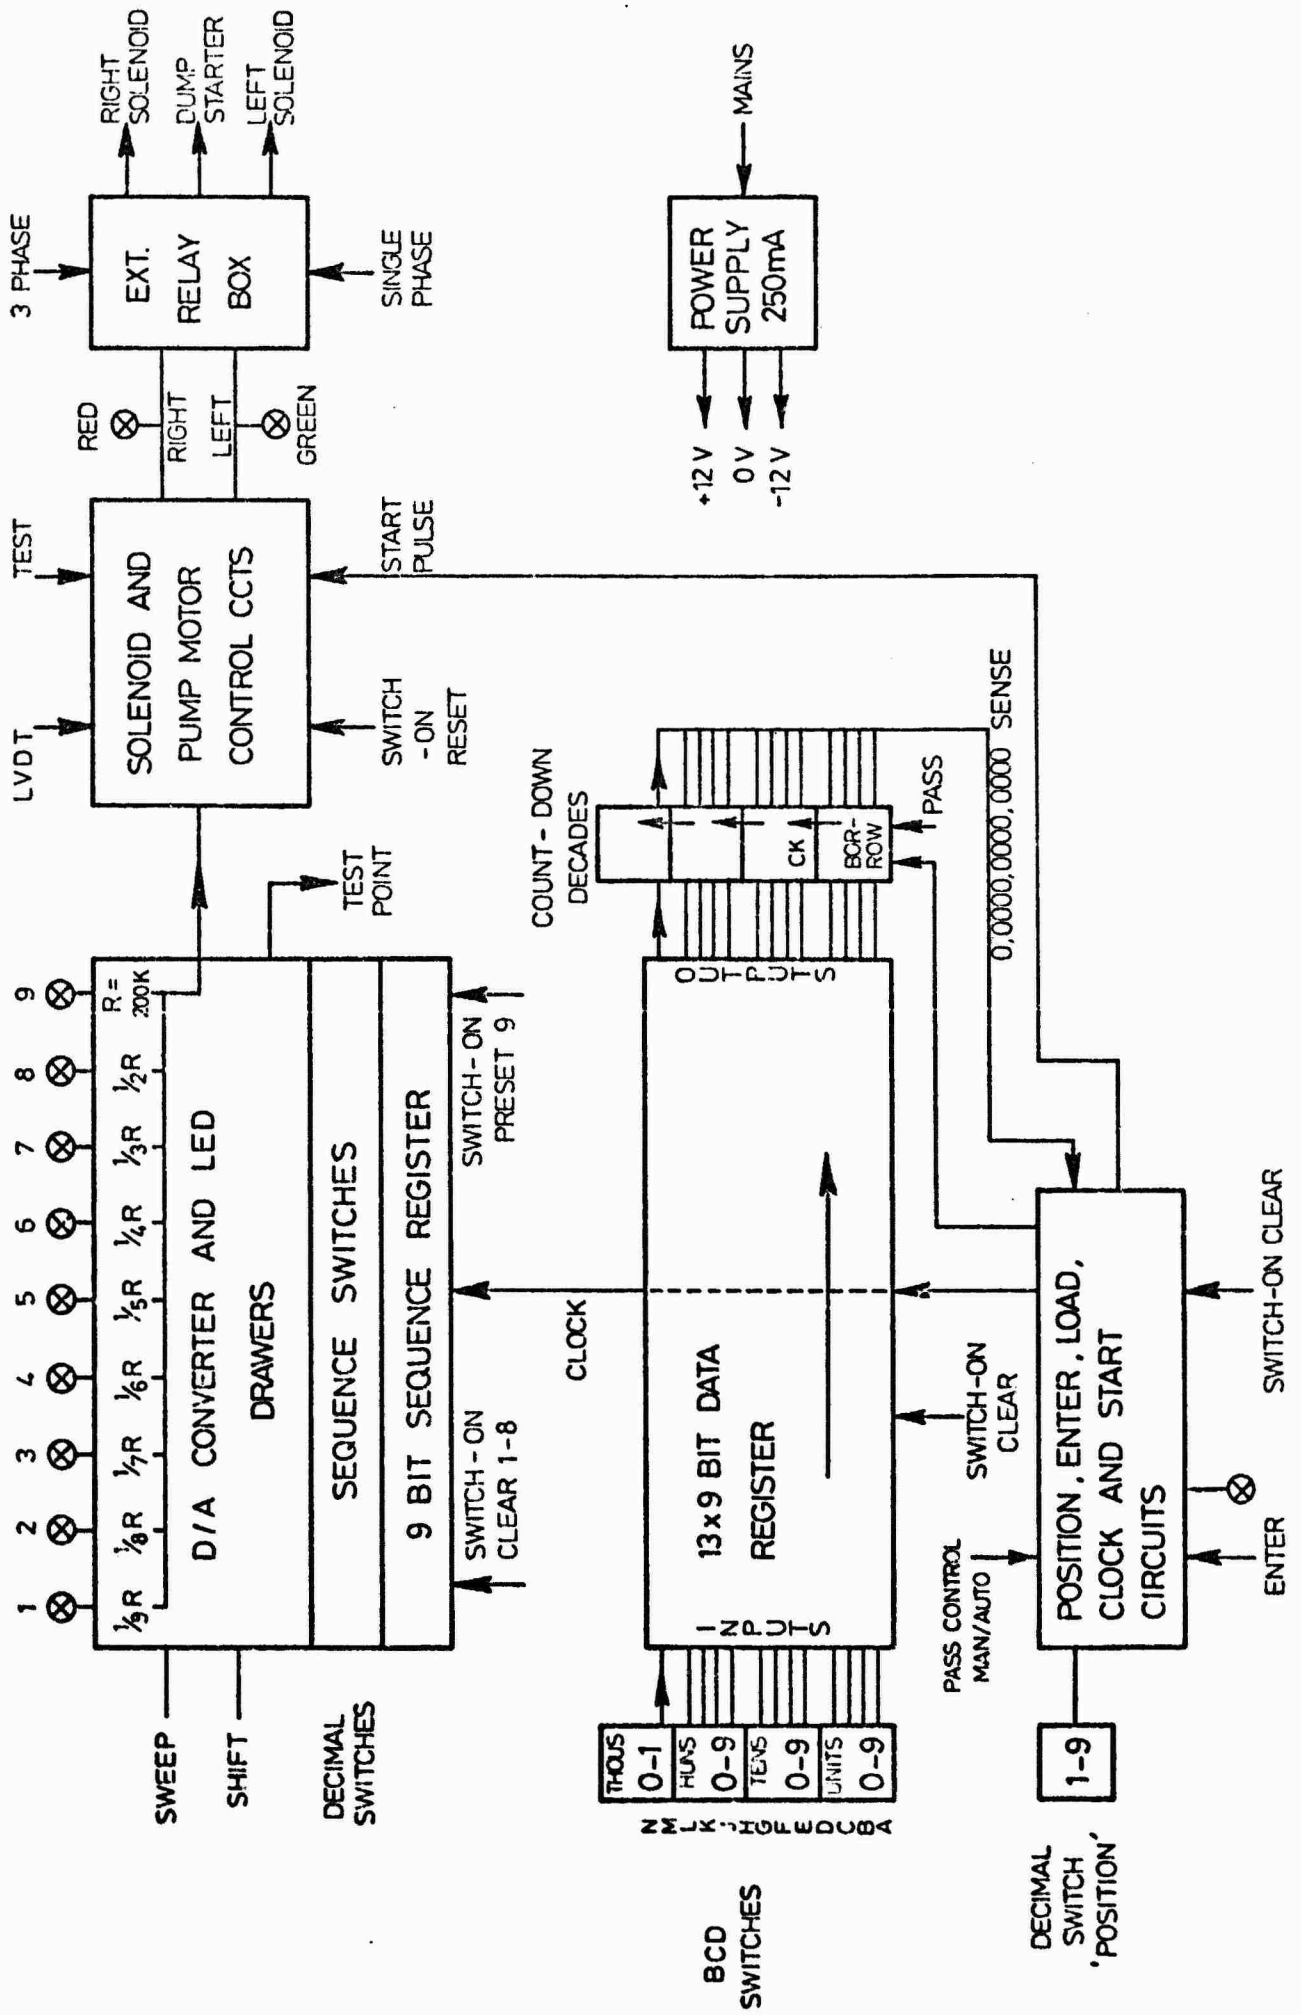 1 2 3 4 5 6 7 8 9
1/9R 1/8R 1/7R 1/6R 1/5R 1/4R 1/3R 1/2R R =
200K
D/A CONVERTER AND LED
DRAWERS
SEQUENCE SWITCHES
9 BIT SEQUENCE REGISTER
SWEEP
SHIFT
DECIMAL
SWITCHES
SWITCH-ON
CLEAR 1-8
SWITCH-ON
PRESET 9
TEST
POINT
LVDT
TEST
SOLENOID AND
PUMP MOTOR
CONTROL CCTS
SWITCH
-ON
RESET
START
PULSE
RED
RIGHT
LEFT
GREEN
3 PHASE
EXT.
RELAY
BOX
SINGLE
PHASE
RIGHT
SOLENOID
DUMP
STARTER
LEFT
SOLENOID
CLOCK
BCD
SWITCHES
N M L K J H G F E D C B A
THOUS
0-1
HUNS
0-9
TENS
0-9
UNITS
0-9
INPUTS
13x9 BIT DATA
REGISTER
OUTPUTS
COUNT-DOWN
DECADES
CK
BCR-
ROW
PASS
0,0000,0000,0000 SENSE
SWITCH-ON
CLEAR
POWER
SUPPLY
250mA
MAINS
+12V
0V
-12V
DECIMAL
SWITCH
'POSITION'
1-9
PASS CONTROL
MAN/AUTO
POSITION, ENTER, LOAD,
CLOCK AND START
CIRCUITS
ENTER
SWITCH-ON CLEAR